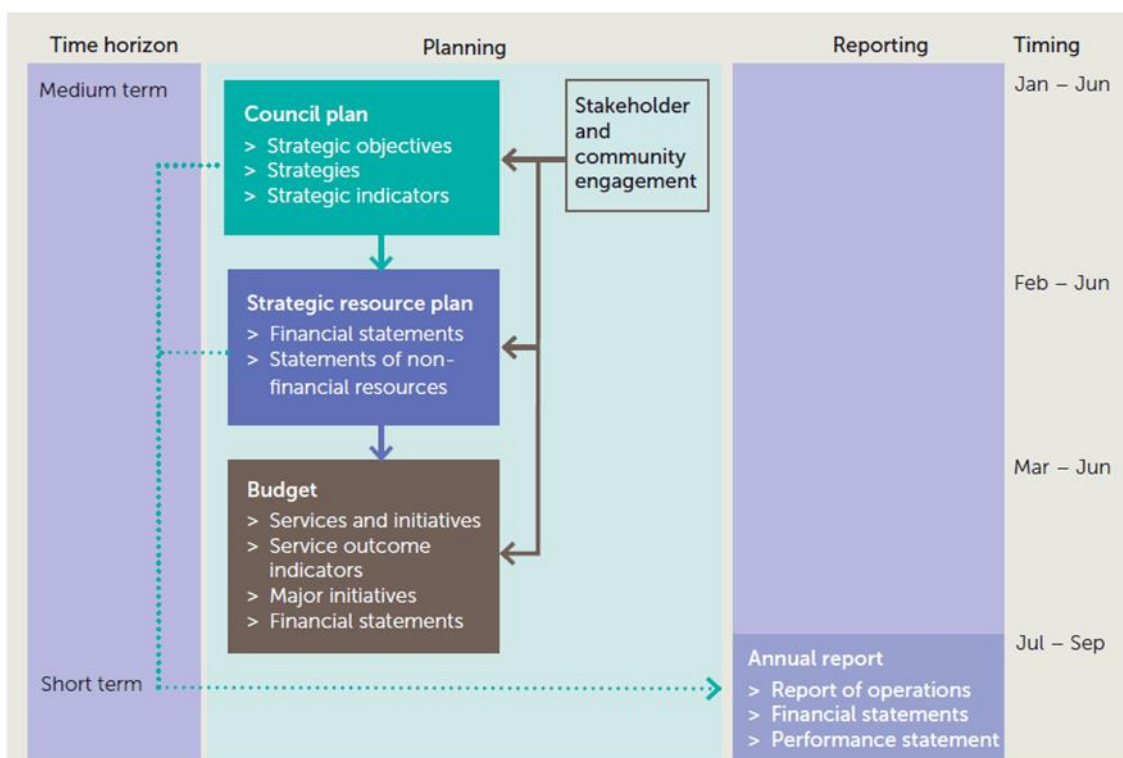 Time horizon
Planning
Reporting
Timing
Medium term
Jan – Jun
Council plan
> Strategic objectives
> Strategies
> Strategic indicators
Stakeholder
and
community
engagement
Feb – Jun
Strategic resource plan
> Financial statements
> Statements of non-
financial resources
Mar – Jun
Budget
> Services and initiatives
> Service outcome
indicators
> Major initiatives
> Financial statements
Jul – Sep
Short term
Annual report
> Report of operations
> Financial statements
> Performance statement